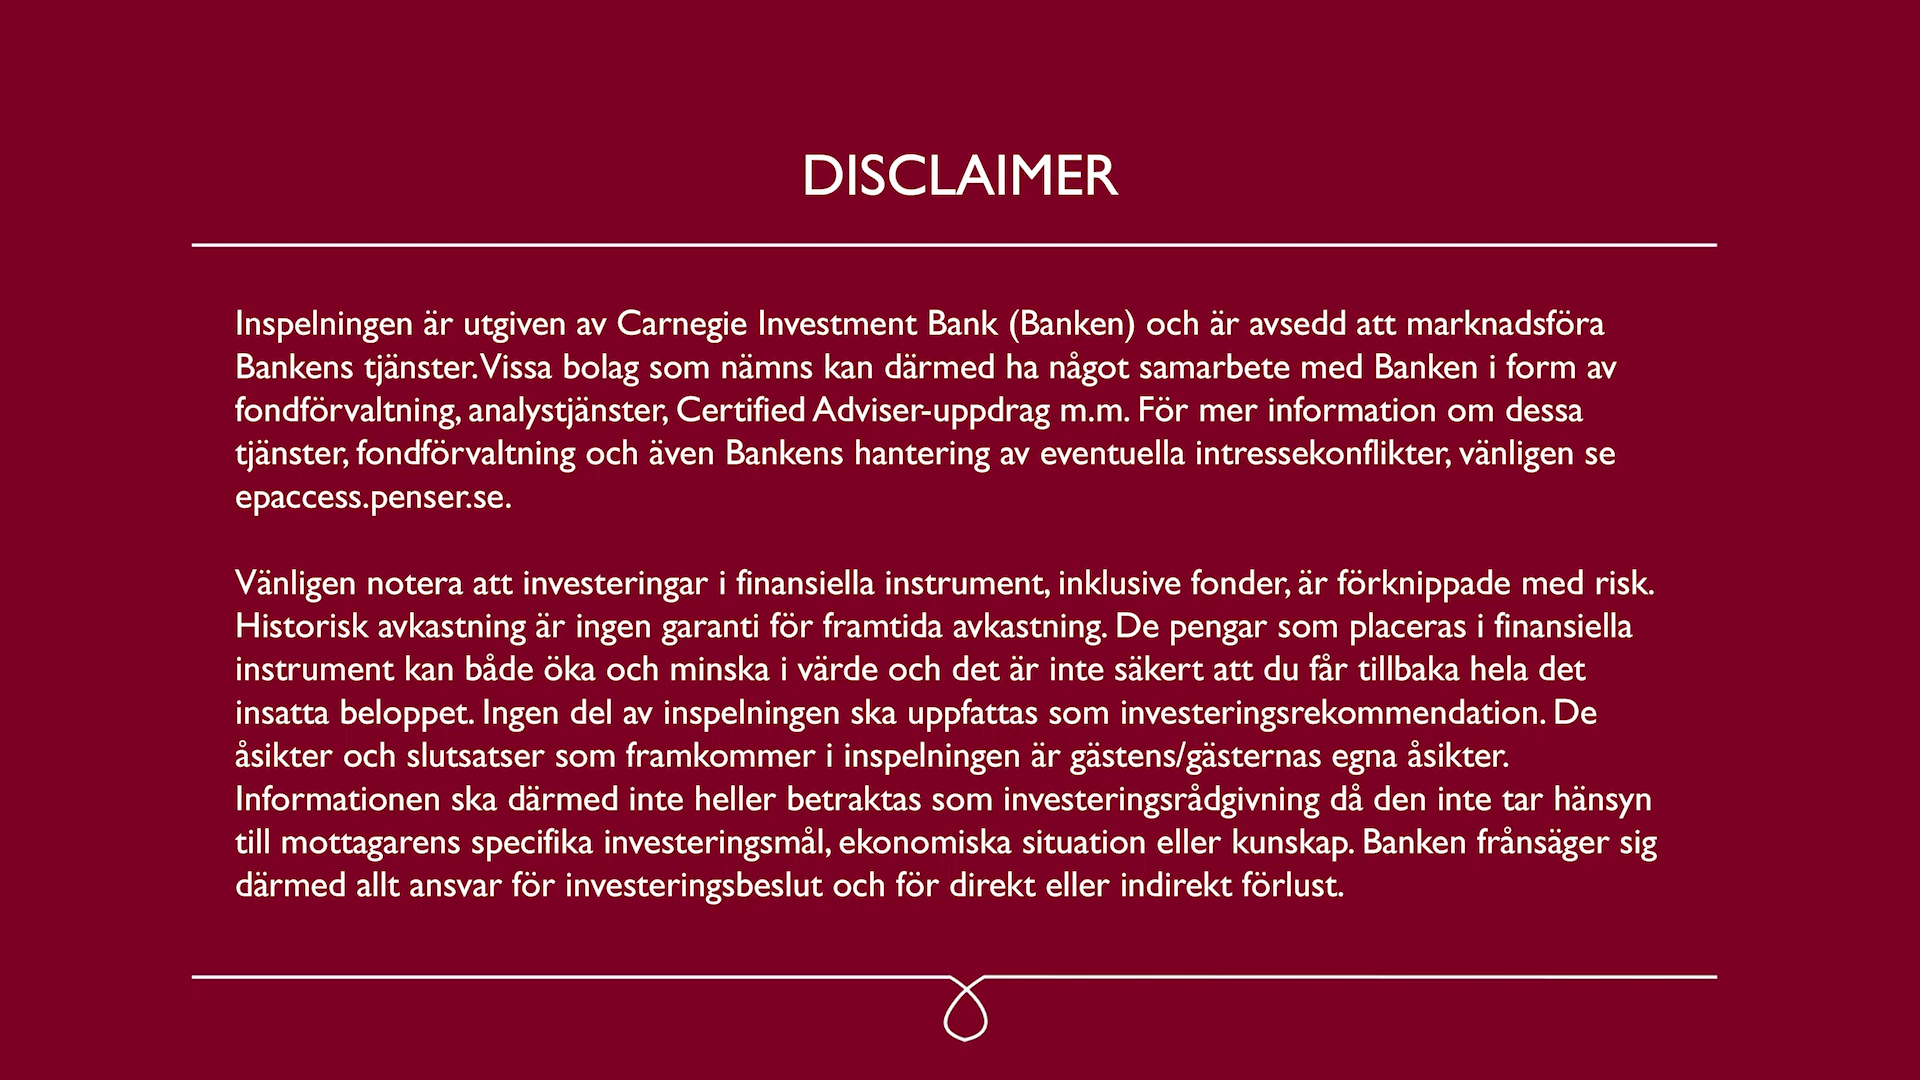 DISCLAIMER
Inspelningen är utgiven av Carnegie Investment Bank (Banken) och är avsedd att marknadsföra
Bankens tjänster. Vissa bolag som nämns kan därmed ha något samarbete med Banken i form av
fondförvaltning, analystjänster, Certified Adviser-uppdrag m.m. För mer information om dessa
tjänster, fondförvaltning och även Bankens hantering av eventuella intressekonflikter, vänligen se
epaccess.penser.se.
Vänligen notera att investeringar i finansiella instrument, inklusive fonder, är förknippade med risk.
Historisk avkastning är ingen garanti för framtida avkastning. De pengar som placeras i finansiella
instrument kan både öka och minska i värde och det är inte säkert att du får tillbaka hela det
insatta beloppet. Ingen del av inspelningen ska uppfattas som investeringsrekommendation. De
åsikter och slutsatser som framkommer i inspelningen är gästens/gästernas egna åsikter.
Informationen ska därmed inte heller betraktas som investeringsrådgivning då den inte tar hänsyn
till mottagarens specifika investeringsmål, ekonomiska situation eller kunskap. Banken frånsäger sig
därmed allt ansvar för investeringsbeslut och för direkt eller indirekt förlust.